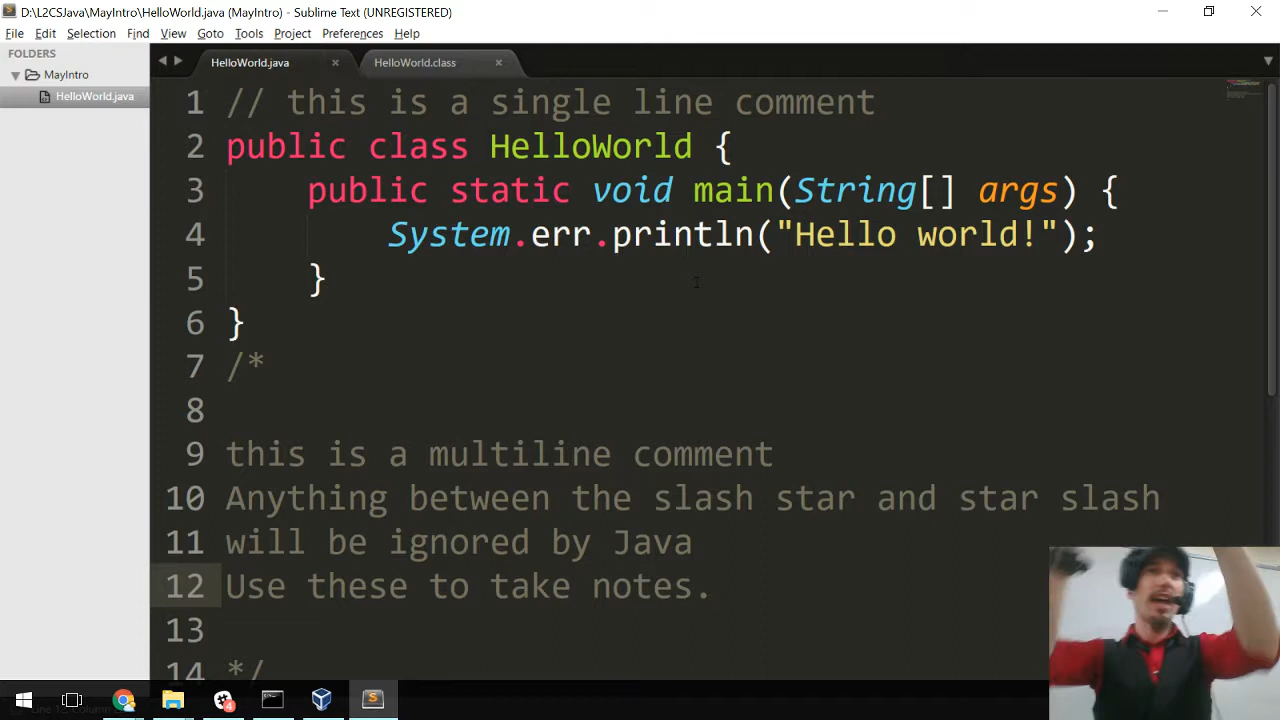 D:\L2CSJava\MayIntro\HelloWorld.java (MayIntro) - Sublime Text (UNREGISTERED)
File Edit Selection Find View Goto Tools Project Preferences Help
FOLDERS
MayIntro
HelloWorld.java
HelloWorld.java × HelloWorld.class ×
1 // this is a single line comment
2 public class HelloWorld {
3 public static void main(String[] args) {
4 System.err.println("Hello world!");
5 }
6 }
7 /*
8
9 this is a multiline comment
10 Anything between the slash star and star slash
11 will be ignored by Java
12 Use these to take notes.
13
14 */
4